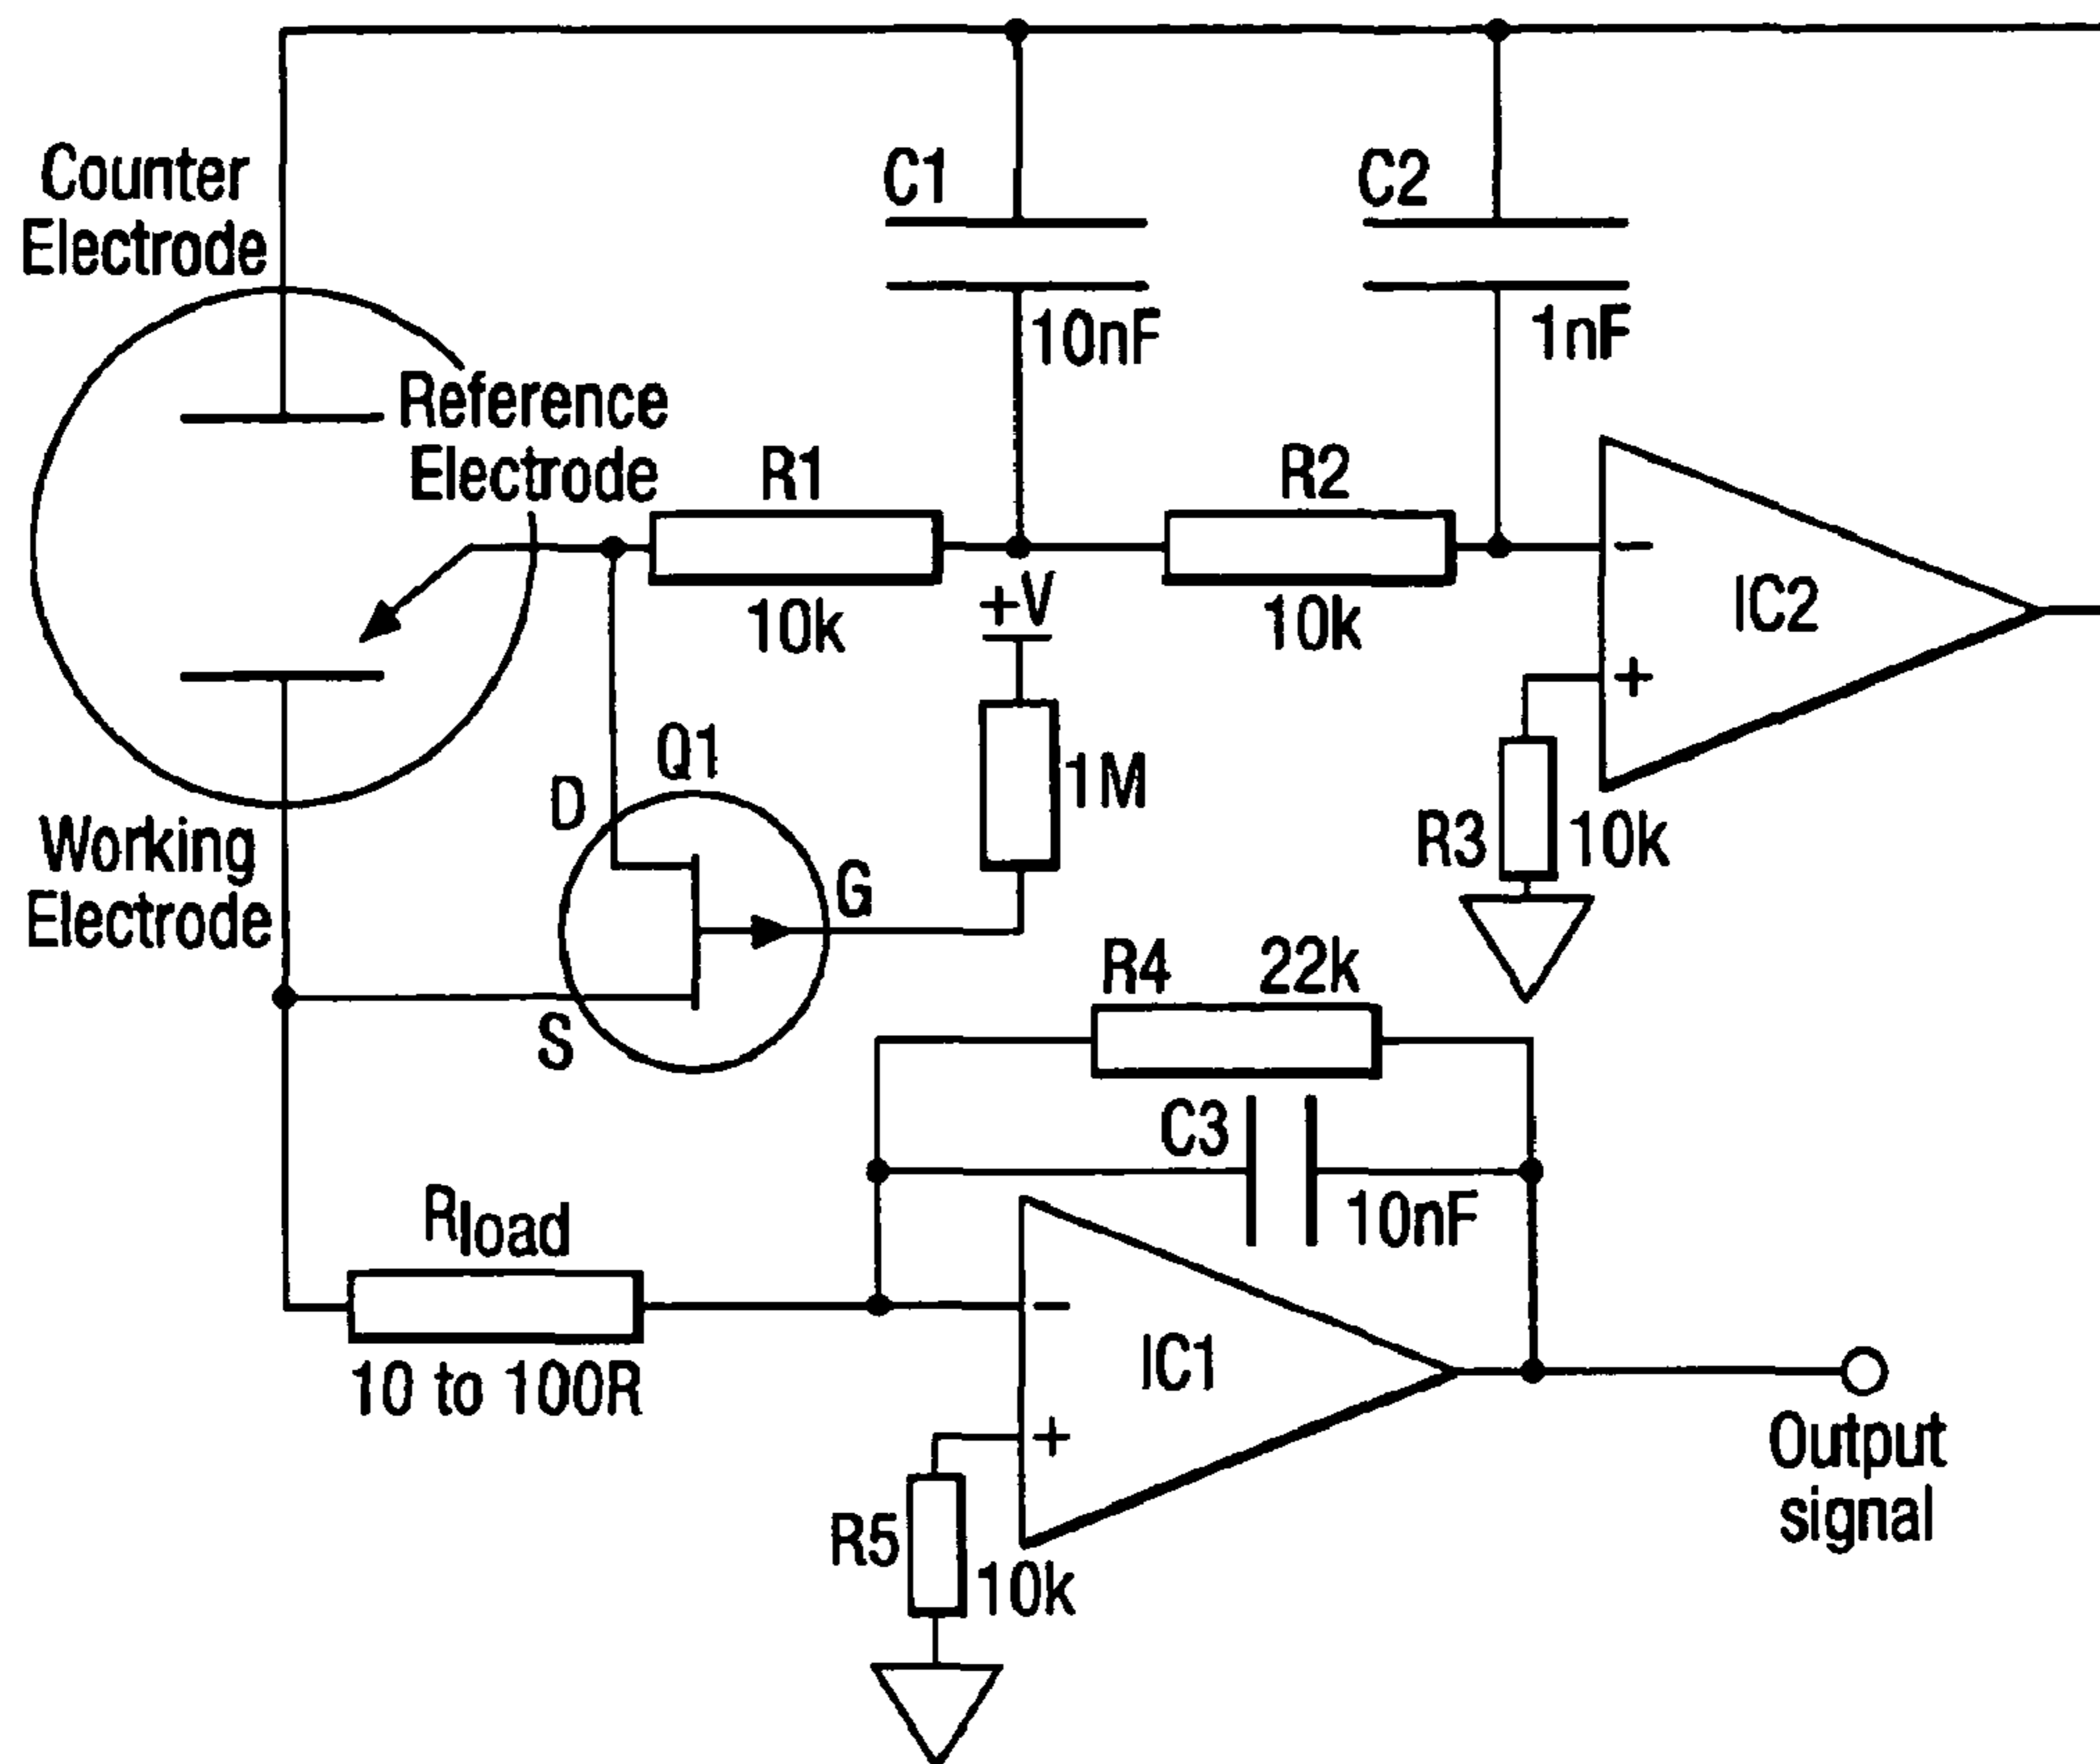 Counter
Electrode
C1
C2
10nF
1nF
Reference
Electrode
R1
R2
10k
+V
10k
−
IC2
+
Q1
D
1M
G
R3
10k
Working
Electrode
S
R4
22k
C3
10nF
Rload
10 to 100R
−
IC1
+
Output
signal
R5
10k